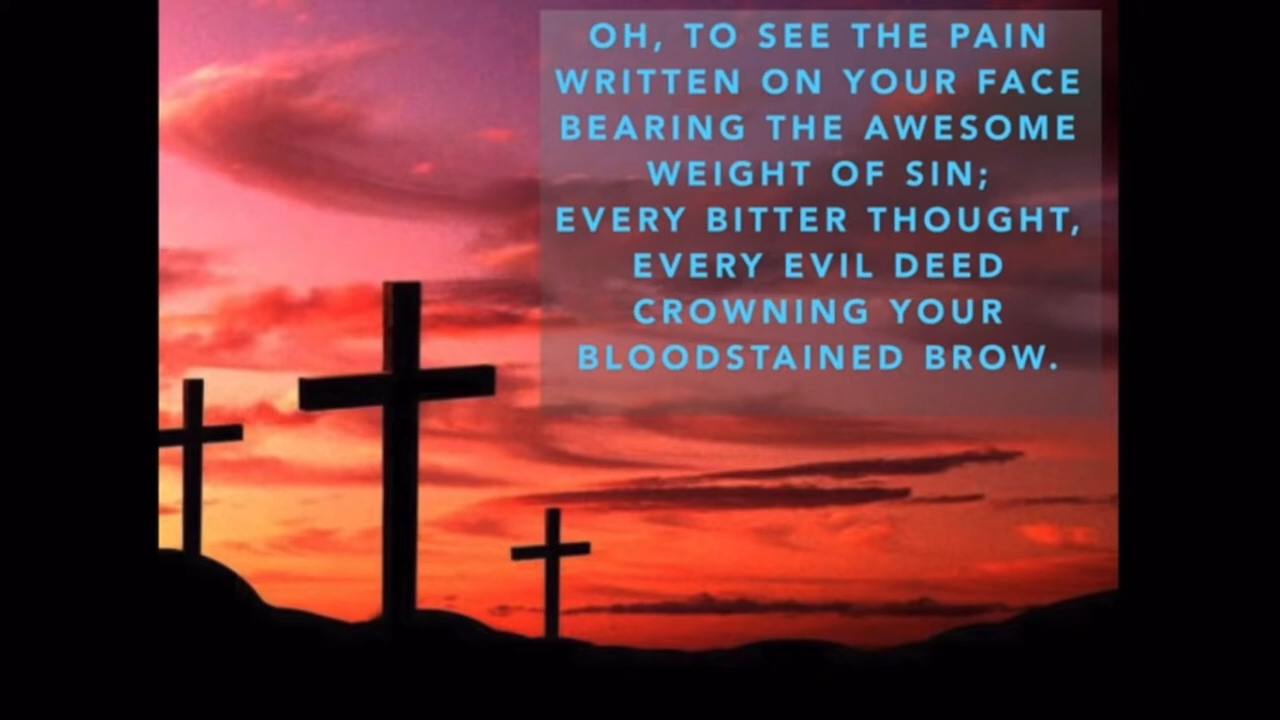 OH, TO SEE THE PAIN
WRITTEN ON YOUR FACE
BEARING THE AWESOME
WEIGHT OF SIN;
EVERY BITTER THOUGHT,
EVERY EVIL DEED
CROWNING YOUR
BLOODSTAINED BROW.